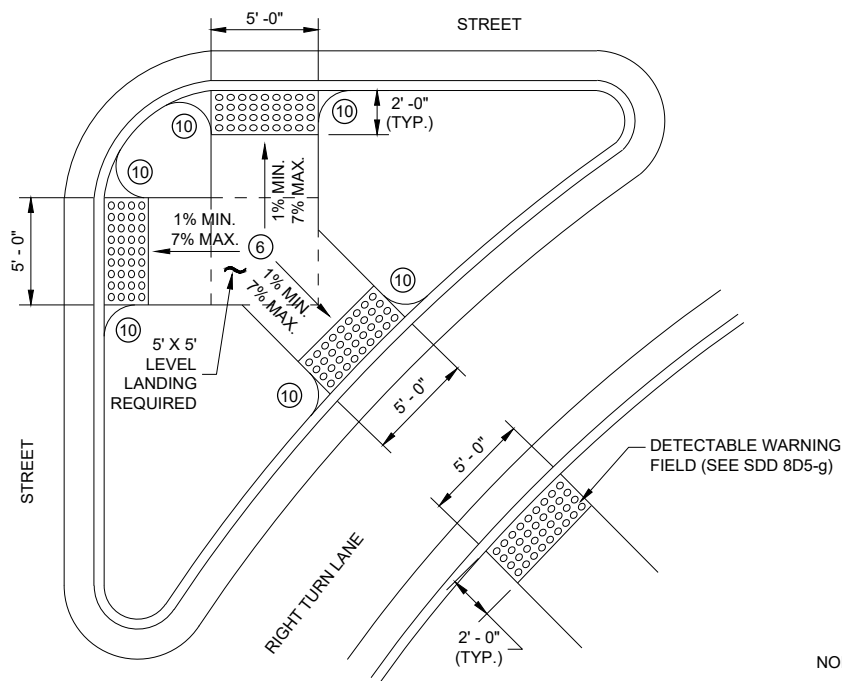 5' -0"
STREET
2' -0"
(TYP.)
10
10
10
1% MIN.
7% MAX.
1% MIN.
7% MAX.
5' - 0"
6
1% MIN.
7% MAX.
10
10
5' X 5'
LEVEL
LANDING
REQUIRED
10
5' - 0"
STREET
5' - 0"
DETECTABLE WARNING
FIELD (SEE SDD 8D5-g)
RIGHT TURN LANE
2' - 0"
(TYP.)
NO